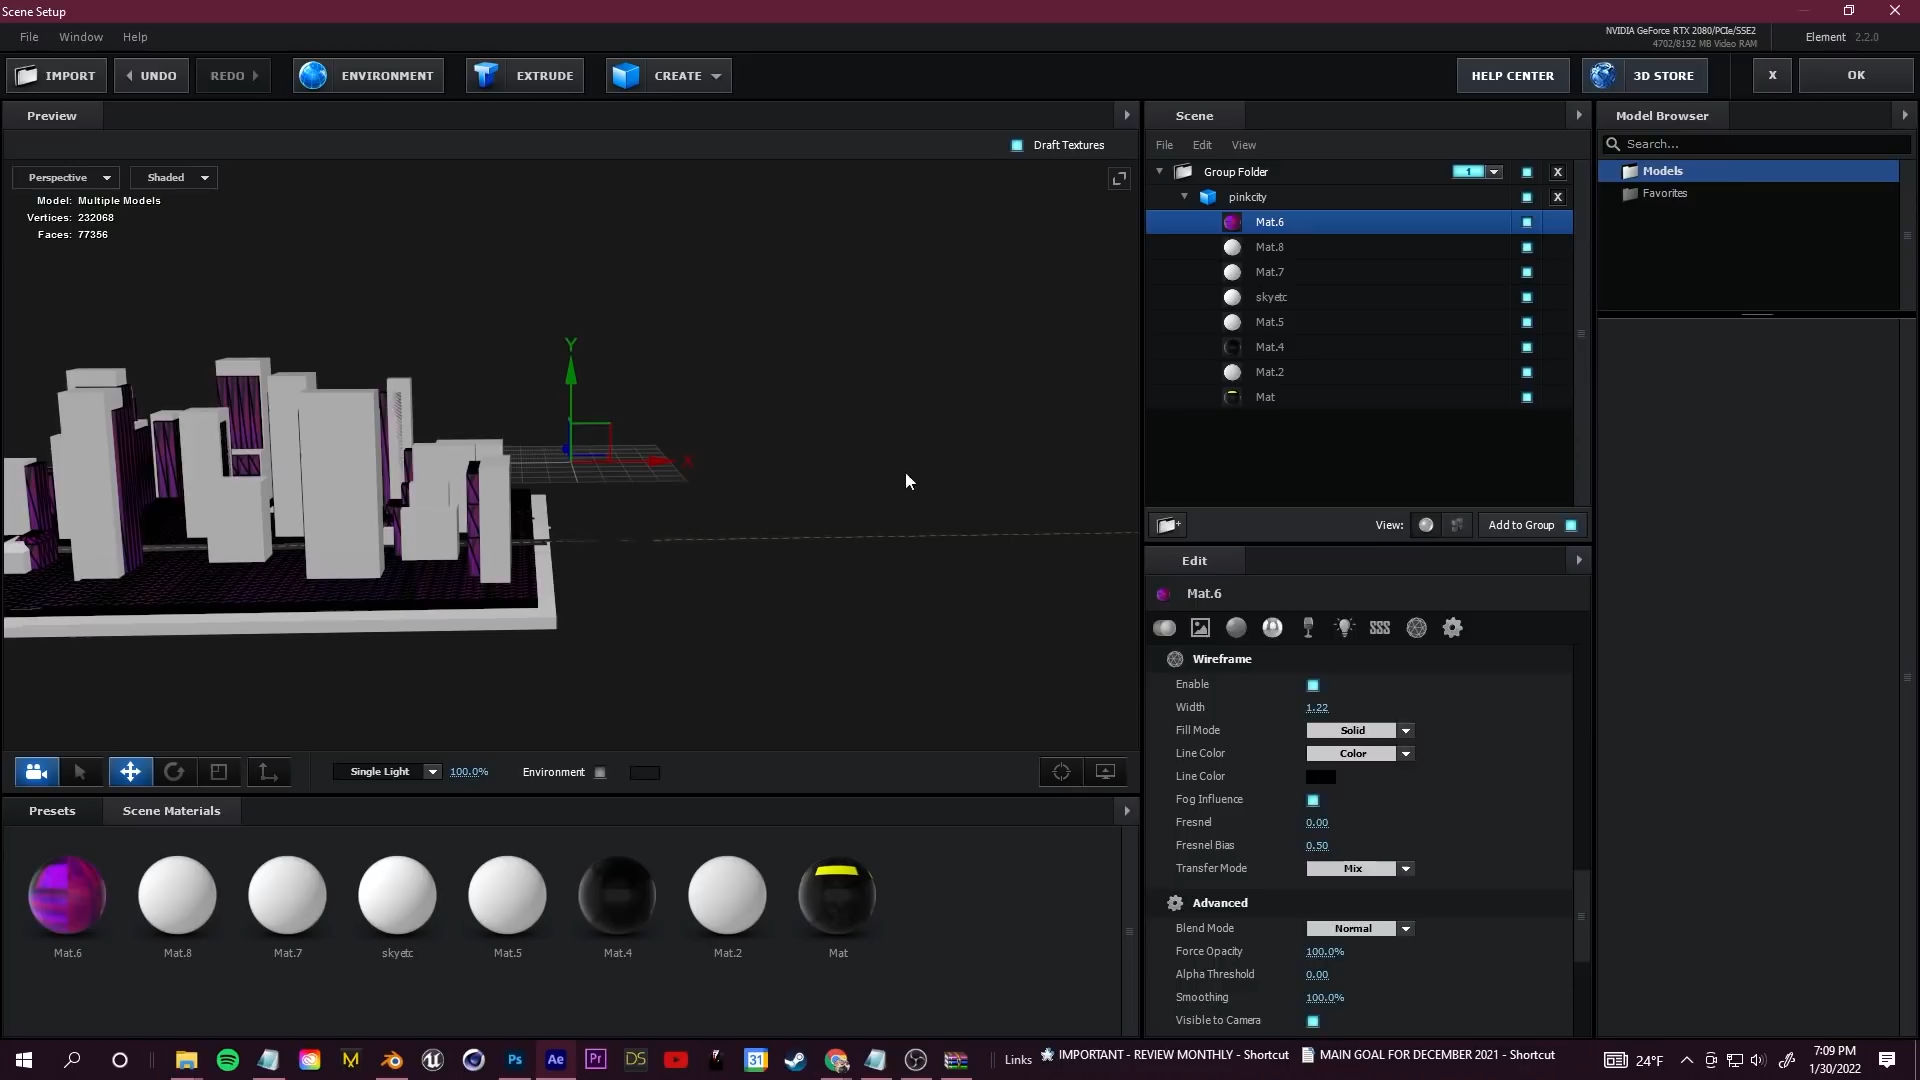 Scene Setup
File Window Help
NVIDIA GeForce RTX 2080/PCIe/SSE2
4702/8192 MB Video RAM
Element 2.2.0
IMPORT UNDO REDO ENVIRONMENT EXTRUDE CREATE HELP CENTER 3D STORE X OK
Preview
Draft Textures
Perspective Shaded
Model: Multiple Models
Vertices: 232068
Faces: 77356
Y
X
Single Light 100.0% Environment
Presets Scene Materials
Mat.6 Mat.8 Mat.7 skyetc Mat.5 Mat.4 Mat.2 Mat
Scene
File Edit View
Group Folder 1 X
pinkcity X
Mat.6
Mat.8
Mat.7
skyetc
Mat.5
Mat.4
Mat.2
Mat
View: Add to Group
Edit
Mat.6
Wireframe
Enable
Width 1.22
Fill Mode Solid
Line Color Color
Line Color
Fog Influence
Fresnel 0.00
Fresnel Bias 0.50
Transfer Mode Mix
Advanced
Blend Mode Normal
Force Opacity 100.0%
Alpha Threshold 0.00
Smoothing 100.0%
Visible to Camera
Model Browser
Search...
Models
Favorites
Ps Ae Pr DS 31
Links IMPORTANT - REVIEW MONTHLY - Shortcut MAIN GOAL FOR DECEMBER 2021 - Shortcut
24°F
7:09 PM
1/30/2022